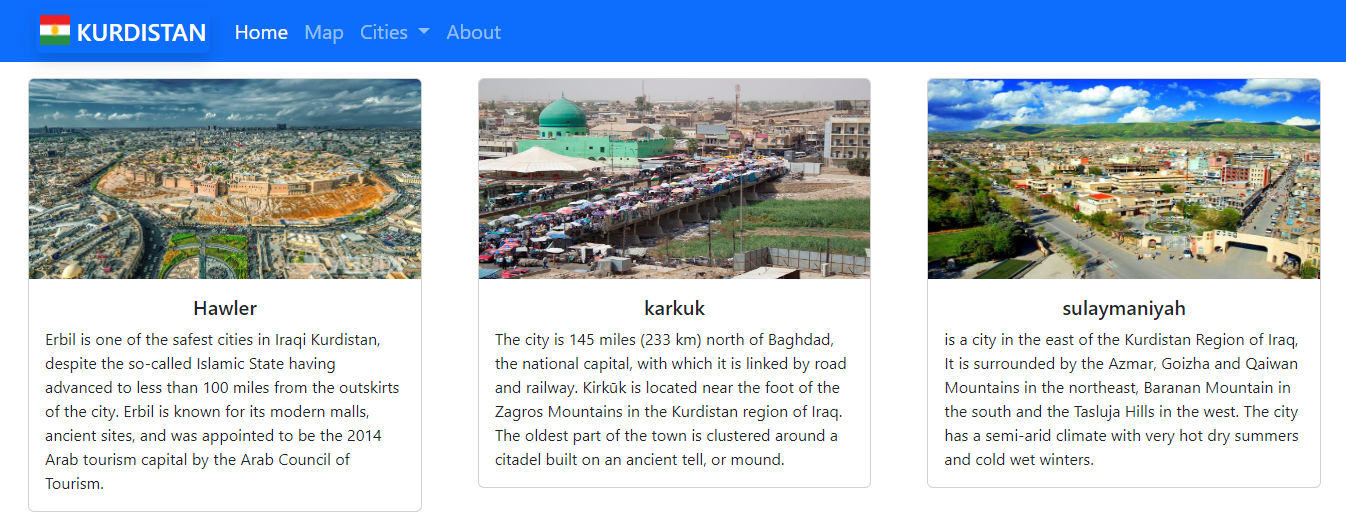 KURDISTAN Home Map Cities About
Hawler
Erbil is one of the safest cities in Iraqi Kurdistan,
despite the so-called Islamic State having
advanced to less than 100 miles from the outskirts
of the city. Erbil is known for its modern malls,
ancient sites, and was appointed to be the 2014
Arab tourism capital by the Arab Council of
Tourism.
karkuk
The city is 145 miles (233 km) north of Baghdad,
the national capital, with which it is linked by road
and railway. Kirkūk is located near the foot of the
Zagros Mountains in the Kurdistan region of Iraq.
The oldest part of the town is clustered around a
citadel built on an ancient tell, or mound.
sulaymaniyah
is a city in the east of the Kurdistan Region of Iraq,
It is surrounded by the Azmar, Goizha and Qaiwan
Mountains in the northeast, Baranan Mountain in
the south and the Tasluja Hills in the west. The city
has a semi-arid climate with very hot dry summers
and cold wet winters.